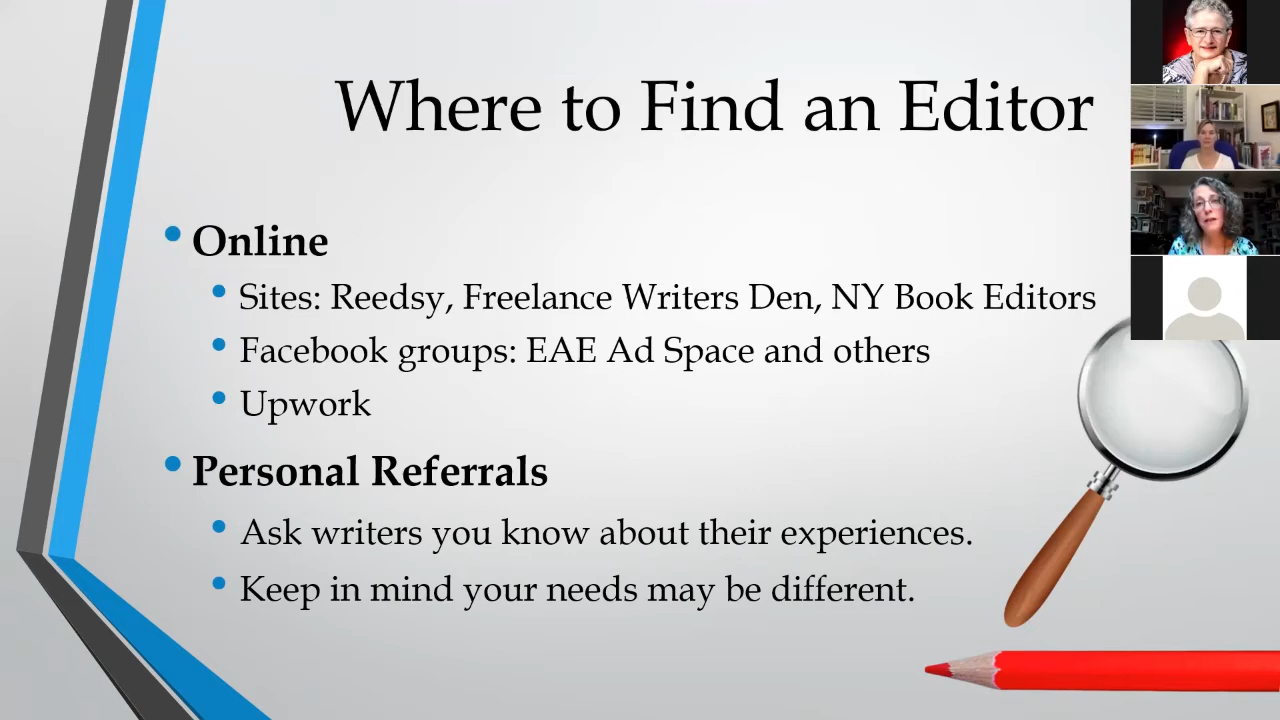 Where to Find an Editor
Online
Sites: Reedsy, Freelance Writers Den, NY Book Editors
Facebook groups: EAE Ad Space and others
Upwork
Personal Referrals
Ask writers you know about their experiences.
Keep in mind your needs may be different.